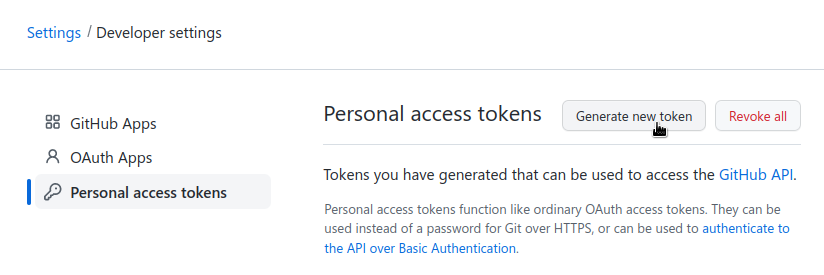 Settings / Developer settings
GitHub Apps
OAuth Apps
Personal access tokens
Personal access tokens
Generate new token
Revoke all
Tokens you have generated that can be used to access the GitHub API.
Personal access tokens function like ordinary OAuth access tokens. They can be
used instead of a password for Git over HTTPS, or can be used to authenticate to
the API over Basic Authentication.